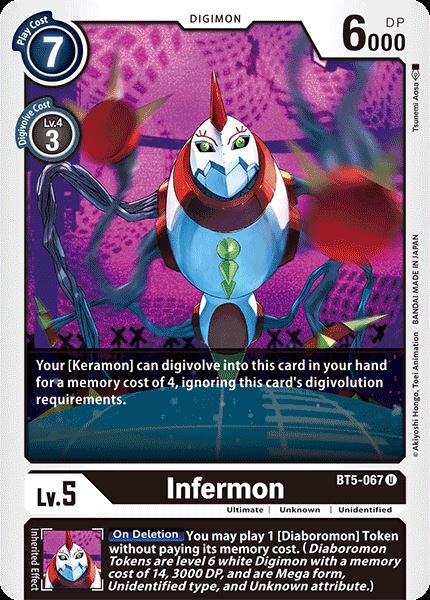 Play Cost
7
DIGIMON
DP
6000
Digivolve Cost
Lv.4
3
Tsunemi Aosa
© Akiyoshi Hongo, Toei Animation BANDAI MADE IN JAPAN
Your [Keramon] can digivolve into this card in your hand
for a memory cost of 4, ignoring this card's digivolution
requirements.
BT5-067 U
Lv.5
Infermon
Ultimate | Unknown | Unidentified
Inherited Effect
On Deletion You may play 1 [Diaboromon] Token
without paying its memory cost. (Diaboromon
Tokens are level 6 white Digimon with a memory
cost of 14, 3000 DP, and are Mega form,
Unidentified type, and Unknown attribute.)